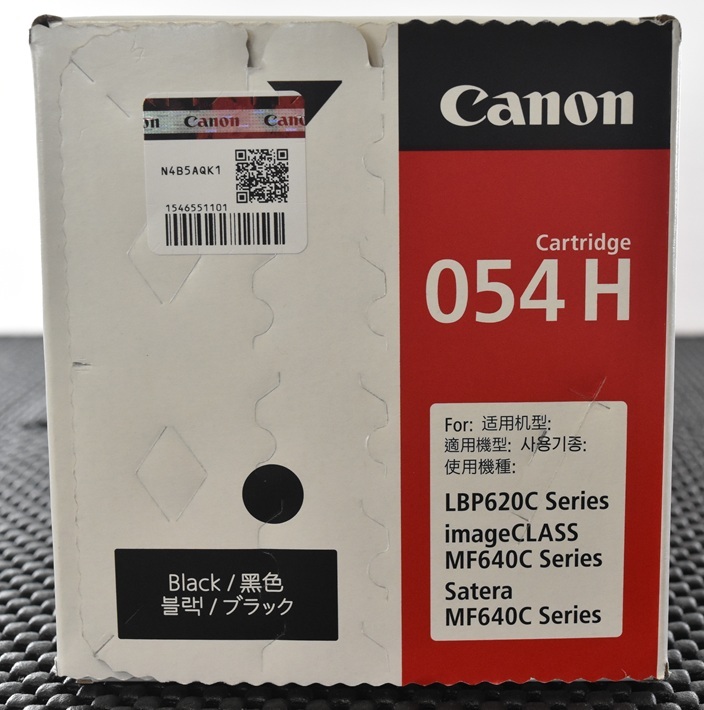 Canon
Canon
N4B5AQK1
1546551101
Canon
Cartridge
054 H
For: 适用机型:
適用機型: 사용기종:
使用機種:
LBP620C Series
imageCLASS
MF640C Series
Satera
MF640C Series
Black / 黑色
블랙 / ブラック